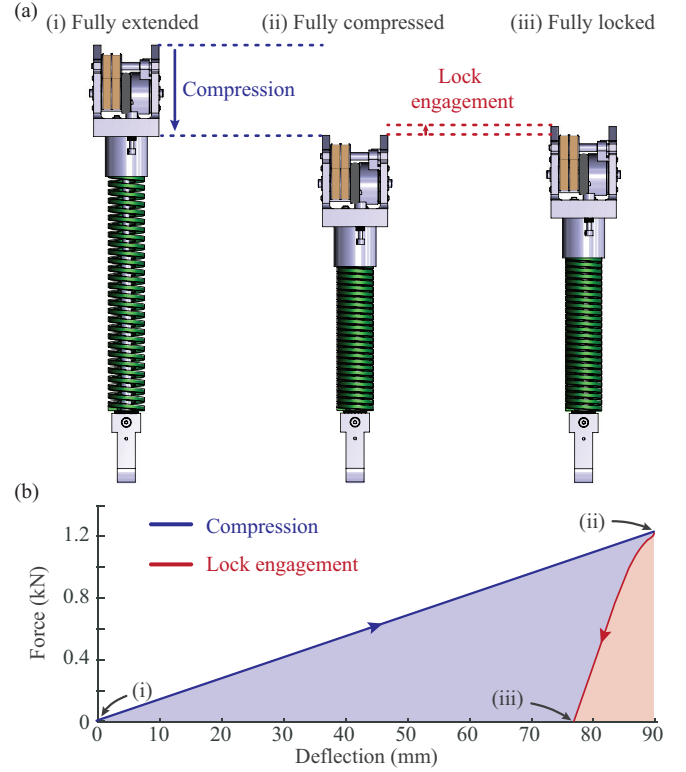 (a)
(i) Fully extended
(ii) Fully compressed
(iii) Fully locked
Compression
Lock
engagement
(b)
Compression
Lock engagement
(i)
(ii)
(iii)
Force (kN)
1.2
0.8
0.4
0
0 10 20 30 40 50 60 70 80 90
Deflection (mm)